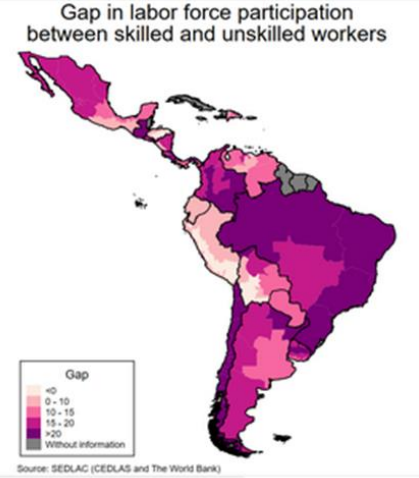 Gap in labor force participation
between skilled and unskilled workers
Gap
<0
0 - 10
10 - 15
15 - 20
>20
Without information
Source: SEDLAC (CEDLAS and The World Bank)